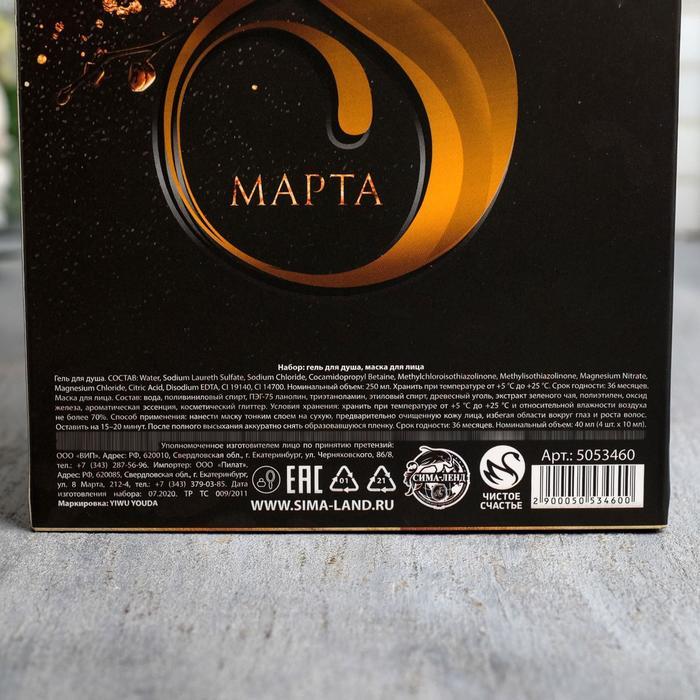 МАРТА
Набор: гель для душа, маска для лица
Гель для душа. СОСТАВ: Water, Sodium Laureth Sulfate, Sodium Chloride, Cocamidopropyl Betaine, Methylchloroisothiazolinone, Methylisothiazolinone, Magnesium Nitrate,
Magnesium Chloride, Citric Acid, Disodium EDTA, CI 19140, CI 14700. Номинальный объем: 250 мл. Хранить при температуре от +5 °C до +25 °C. Срок годности: 36 месяцев.
Маска для лица. Состав: вода, поливиниловый спирт, ПЭГ-75 ланолин, триэтаноламин, этиловый спирт, древесный уголь, экстракт зеленого чая, полиэтилен, оксид
железа, ароматическая эссенция, косметический глиттер. Условия хранения: хранить при температуре от +5 °C до +25 °C и относительной влажности воздуха
не более 70%. Способ применения: нанести маску тонким слоем на сухую, предварительно очищенную кожу лица, избегая области вокруг глаз и роста волос.
Оставить на 15–20 минут. После полного высыхания аккуратно снять образовавшуюся пленку. Срок годности: 36 месяцев. Номинальный объем: 40 мл (4 шт. х 10 мл).
Уполномоченное изготовителем лицо по принятию претензий:
ООО «ВИП». Адрес: РФ, 620010, Свердловская обл., г. Екатеринбург, ул. Черняховского, 86/8,
тел.: +7 (343) 287-56-96. Импортер: ООО «Пилат».
Адрес: РФ, 620085, Свердловская обл., г. Екатеринбург,
ул. 8 Марта, 212-4, тел.: +7 (343) 379-03-85. Дата
изготовления набора: 07.2020. ТР ТС 009/2011
Маркировка: YIWU YOUDA
EAC
01
21
СИМА-ЛЕНД
WWW.SIMA-LAND.RU
ЧИСТОЕ
СЧАСТЬЕ
Арт.: 5053460
2 900050 534600